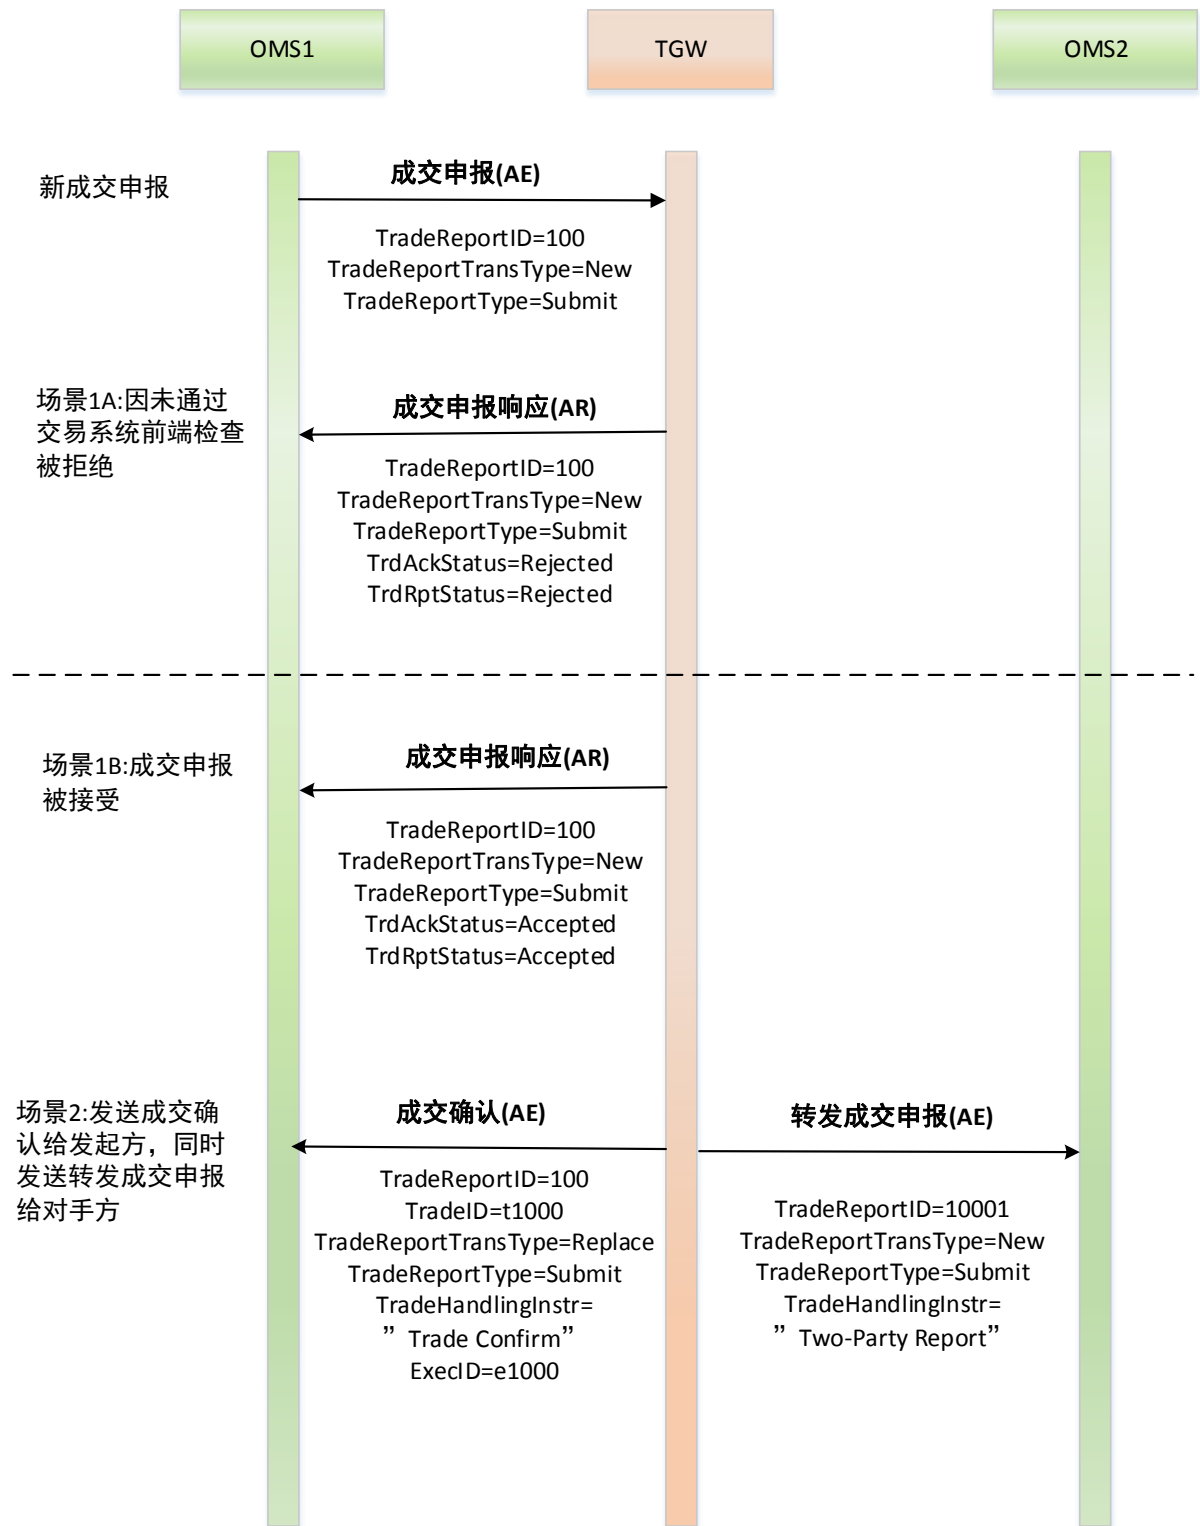 OMS1
TGW
OMS2
新成交申报
成交申报(AE)
TradeReportID=100
TradeReportTransType=New
TradeReportType=Submit
场景1A:因未通过
交易系统前端检查
被拒绝
成交申报响应(AR)
TradeReportID=100
TradeReportTransType=New
TradeReportType=Submit
TrdAckStatus=Rejected
TrdRptStatus=Rejected
场景1B:成交申报
被接受
成交申报响应(AR)
TradeReportID=100
TradeReportTransType=New
TradeReportType=Submit
TrdAckStatus=Accepted
TrdRptStatus=Accepted
场景2:发送成交确
认给发起方，同时
发送转发成交申报
给对手方
成交确认(AE)
TradeReportID=100
TradeID=t1000
TradeReportTransType=Replace
TradeReportType=Submit
TradeHandlingInstr=
”Trade Confirm”
ExecID=e1000
转发成交申报(AE)
TradeReportID=10001
TradeReportTransType=New
TradeReportType=Submit
TradeHandlingInstr=
”Two-Party Report”